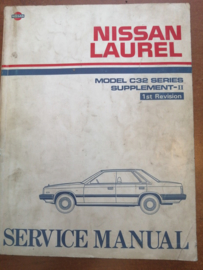 NISSAN
LAUREL
MODEL C32 SERIES
SUPPLEMENT-II
1st Revision
SERVICE MANUAL